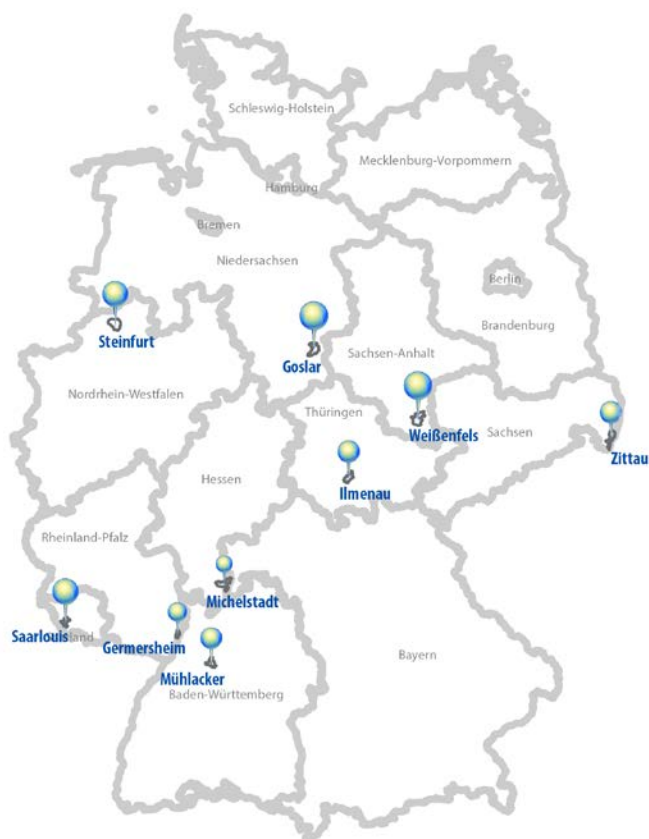 Schleswig-Holstein
Mecklenburg-Vorpommern
Hamburg
Bremen
Niedersachsen
Berlin
Brandenburg
Steinfurt
Goslar
Sachsen-Anhalt
Nordrhein-Westfalen
Thüringen
Weißenfels
Sachsen
Zittau
Hessen
Ilmenau
Rheinland-Pfalz
Michelstadt
Saarlouis
land
Germersheim
Bayern
Mühlacker
Baden-Württemberg